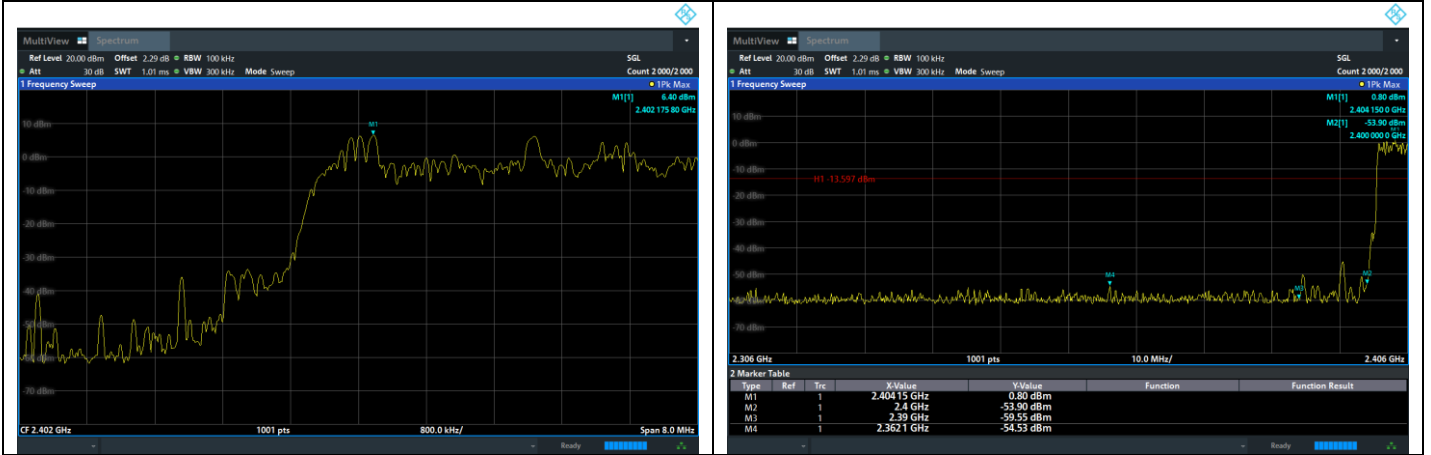 MultiView Spectrum
Ref Level 20.00 dBm Offset 2.29 dB RBW 100 kHz SGL
Att 30 dB SWT 1.01 ms VBW 300 kHz Mode Sweep Count 2 000/2 000
1 Frequency Sweep 1Pk Max
M1[1] 6.40 dBm
2.402 175 80 GHz
M1
10 dBm
0 dBm
-10 dBm
-20 dBm
-30 dBm
-40 dBm
-70 dBm
CF 2.402 GHz 1001 pts 800.0 kHz/ Span 8.0 MHz
Ready
MultiView Spectrum
Ref Level 20.00 dBm Offset 2.29 dB RBW 100 kHz SGL
Att 30 dB SWT 1.01 ms VBW 300 kHz Mode Sweep Count 2 000/2 000
1 Frequency Sweep 1Pk Max
M1[1] 0.80 dBm
2.404 150 0 GHz
M2[1] -53.90 dBm
2.400 000 0 GHz
M1
10 dBm
0 dBm
-10 dBm
H1 -13.597 dBm
-20 dBm
-30 dBm
-40 dBm
-50 dBm
M4
M2
M3
-70 dBm
2.306 GHz 1001 pts 10.0 MHz/ 2.406 GHz
2 Marker Table
Type Ref Trc X-Value Y-Value Function Function Result
M1 1 2.404 15 GHz 0.80 dBm
M2 1 2.4 GHz -53.90 dBm
M3 1 2.39 GHz -59.55 dBm
M4 1 2.362 1 GHz -54.53 dBm
Ready